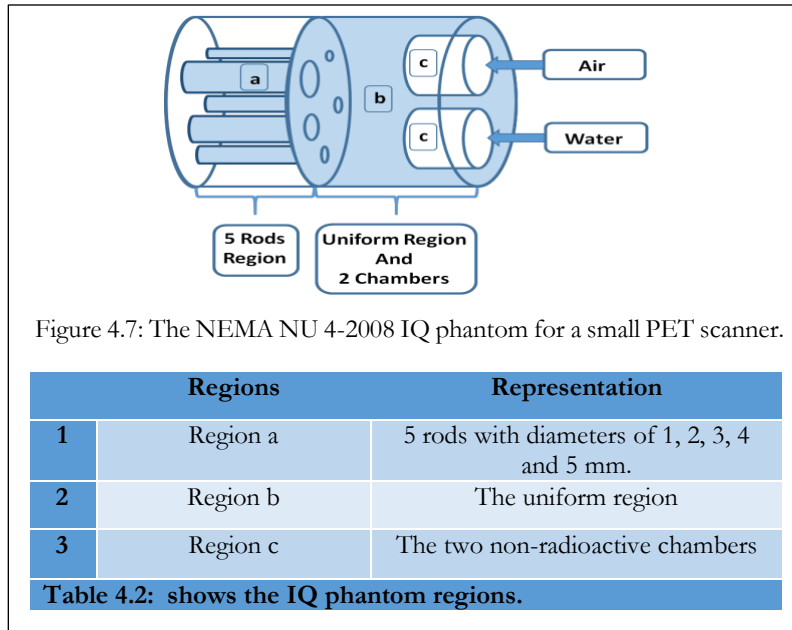 a
b
c
c
Air
Water
5 Rods
Region
Uniform Region
And
2 Chambers
Figure 4.7: The NEMA NU 4-2008 IQ phantom for a small PET scanner.
Regions Representation
1 Region a 5 rods with diameters of 1, 2, 3, 4
and 5 mm.
2 Region b The uniform region
3 Region c The two non-radioactive chambers
Table 4.2: shows the IQ phantom regions.